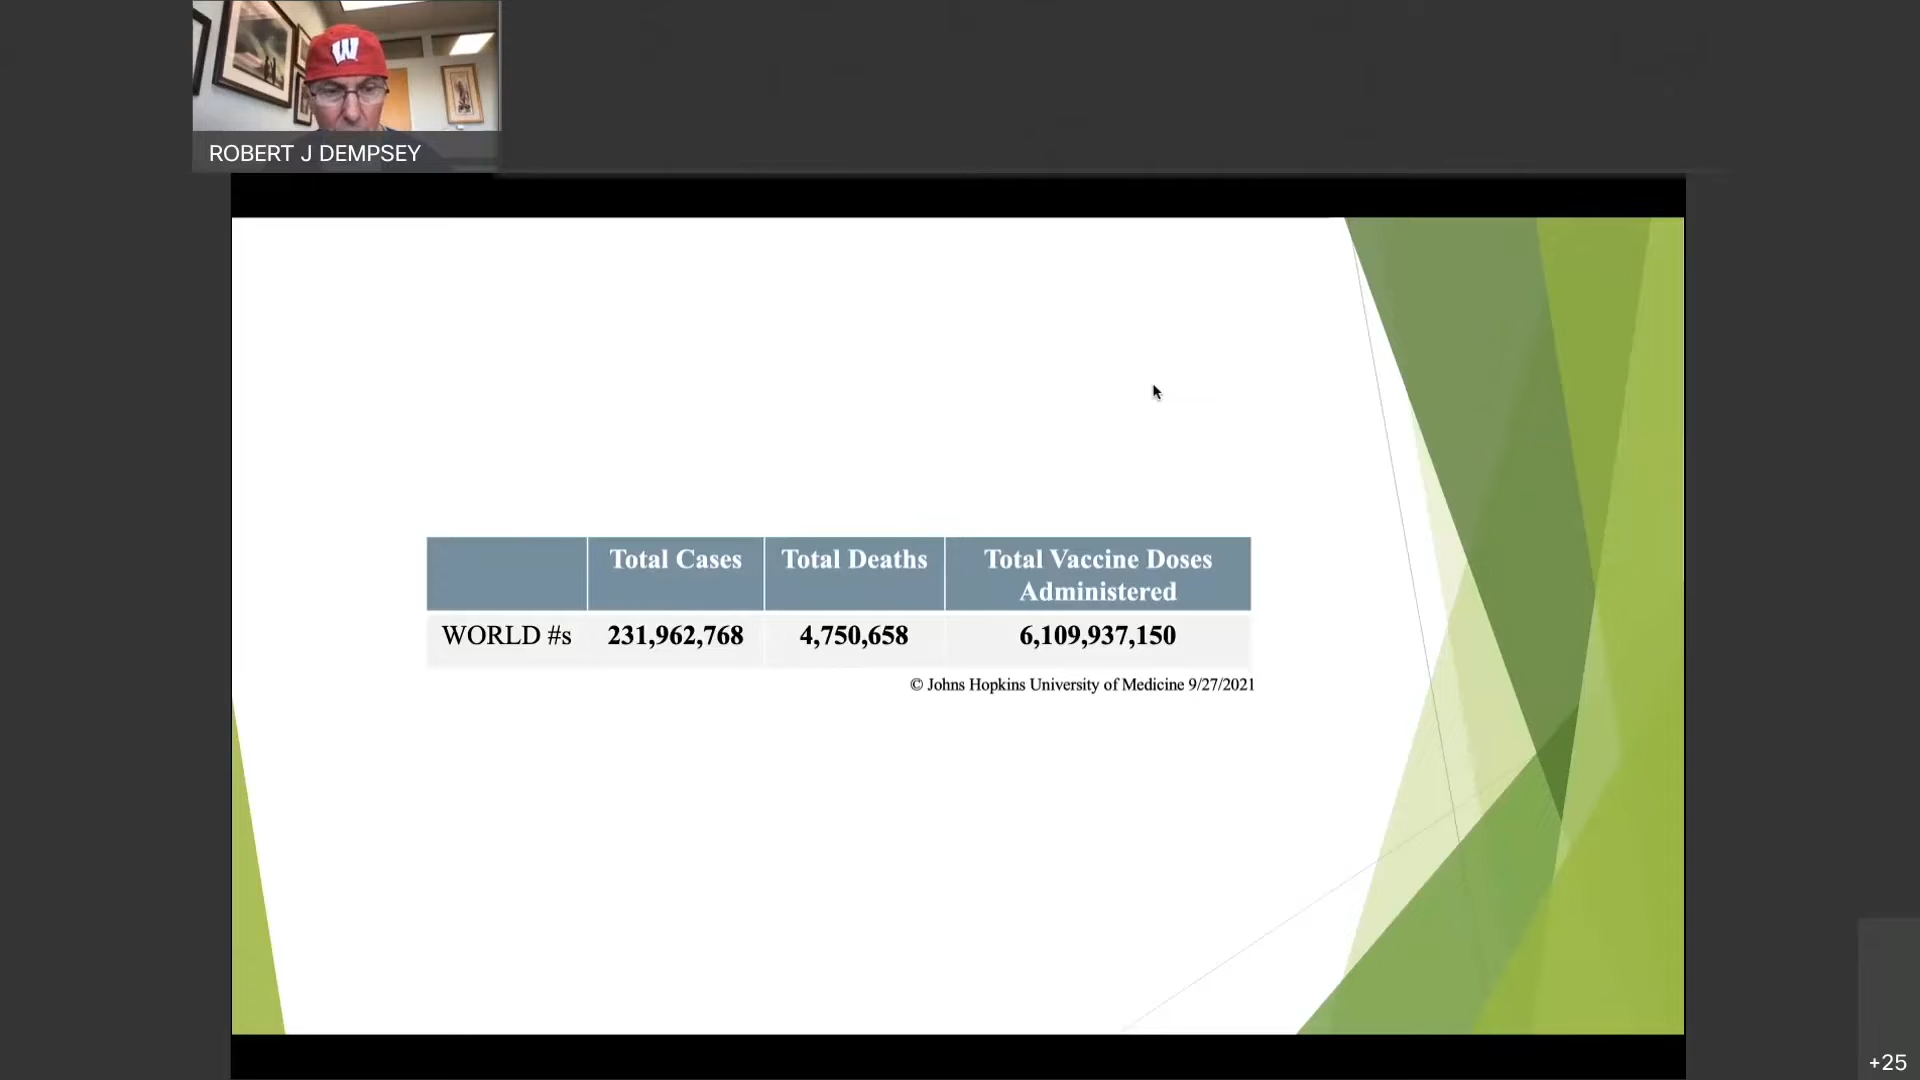 W
ROBERT J DEMPSEY
Total Cases
Total Deaths
Total Vaccine Doses
Administered
WORLD #s
231,962,768
4,750,658
6,109,937,150
© Johns Hopkins University of Medicine 9/27/2021
+25